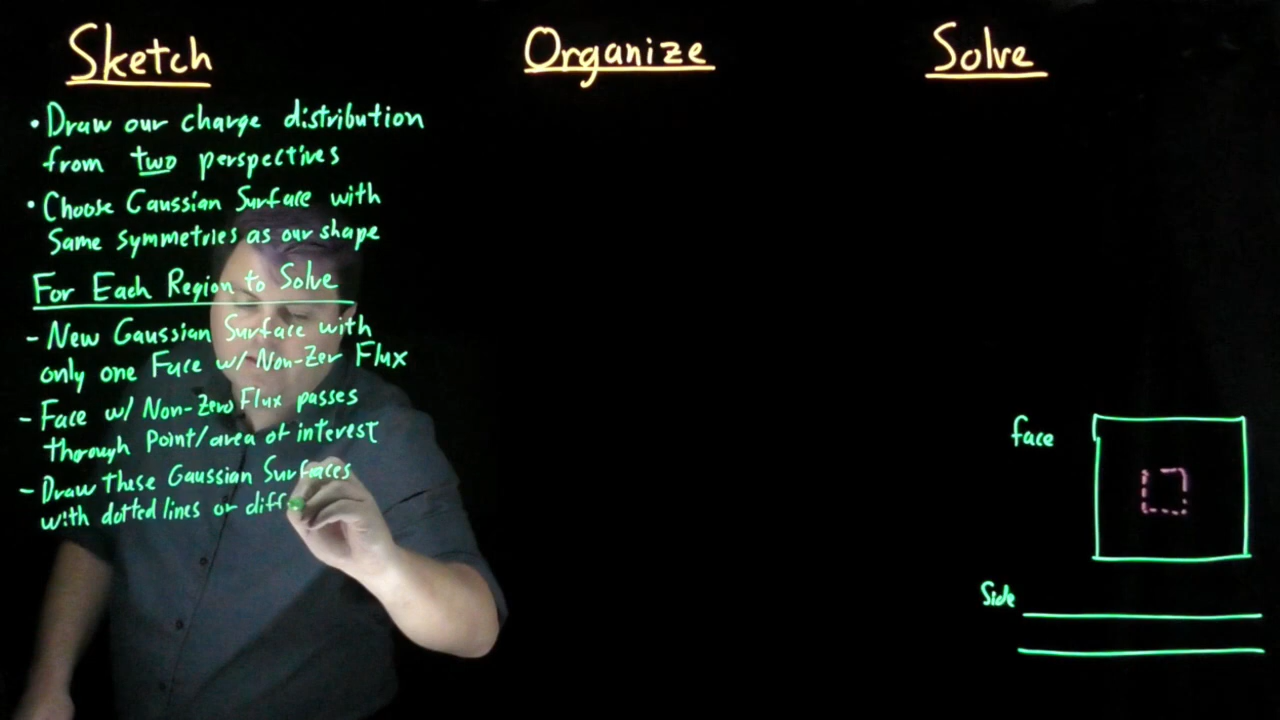 Sketch
• Draw our charge distribution
from two perspectives
• Choose Gaussian Surface with
Same symmetries as our shape
For Each Region to Solve
- New Gaussian Surface with
only one Face w/ Non-Zer Flux
- Face w/ Non-Zero Flux passes
through point/area of interest
- Draw these Gaussian Surfaces
with dotted lines or diff
Organize
Solve
face
Side